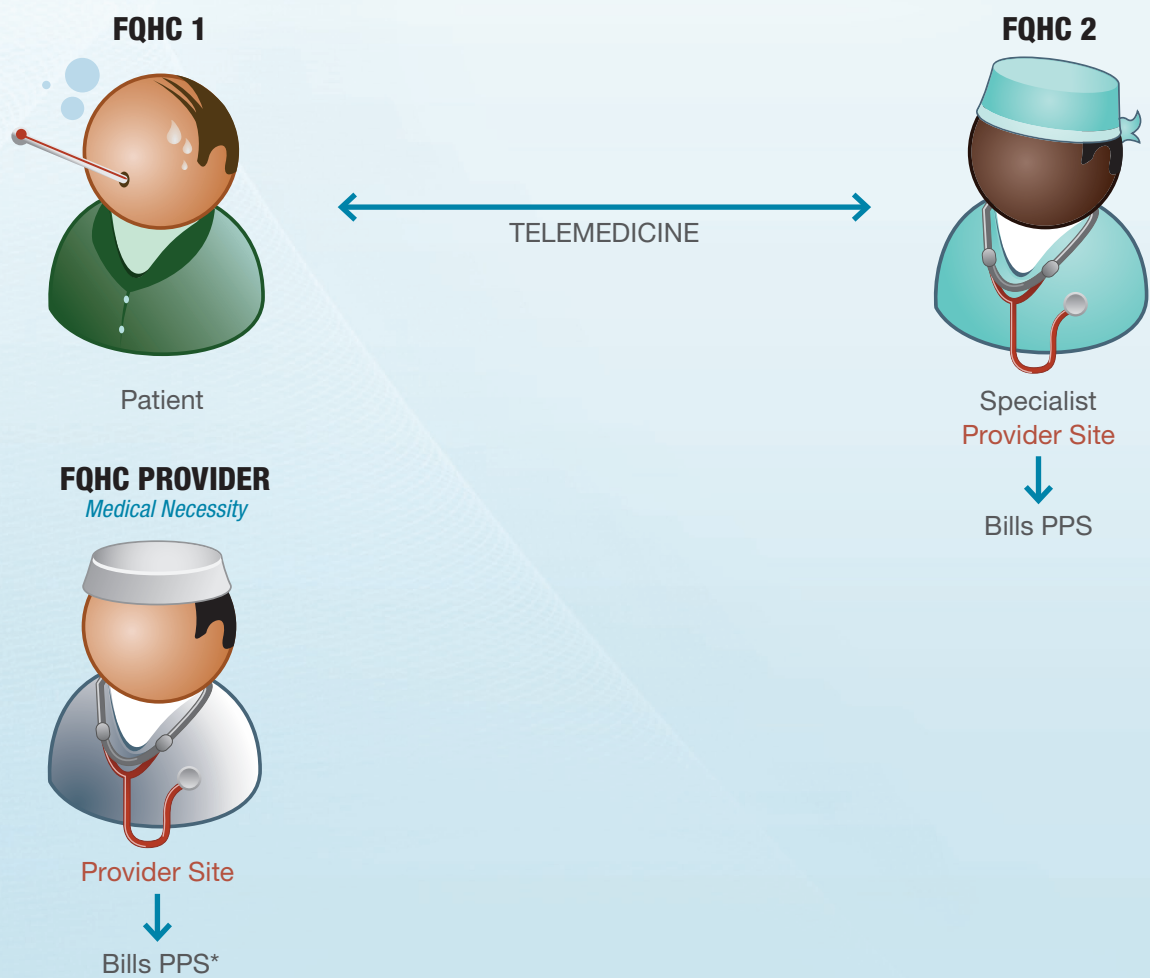 FQHC 1
Patient
FQHC PROVIDER
Medical Necessity
Provider Site
Bills PPS*
TELEMEDICINE
FQHC 2
Specialist
Provider Site
Bills PPS